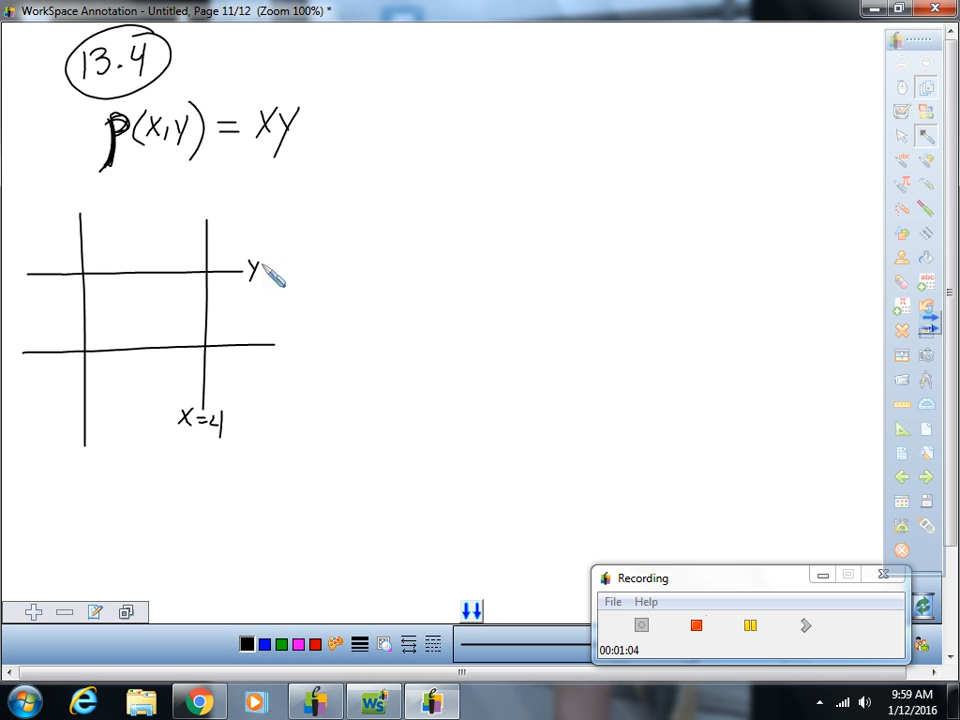 WorkSpace Annotation - Untitled, Page 11/12 (Zoom 100%) *
13.4
p(x,y) = xy
y
x=4
Recording
File Help
00:01:04
9:59 AM
1/12/2016